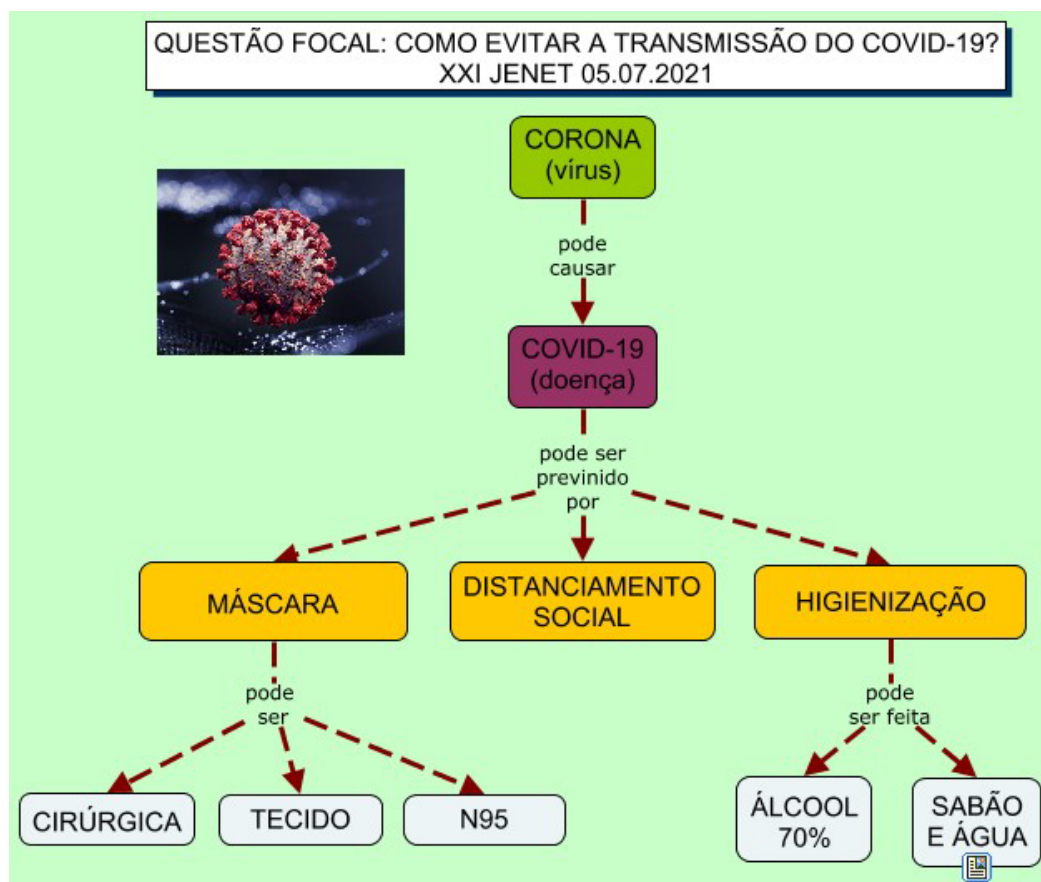 QUESTÃO FOCAL: COMO EVITAR A TRANSMISSÃO DO COVID-19?
XXI JENET 05.07.2021
CORONA
(vírus)
pode
causar
COVID-19
(doença)
pode ser
previnido
por
MÁSCARA
DISTANCIAMENTO
SOCIAL
HIGIENIZAÇÃO
pode
ser
pode
ser feita
CIRÚRGICA
TECIDO
N95
ÁLCOOL
70%
SABÃO
E ÁGUA